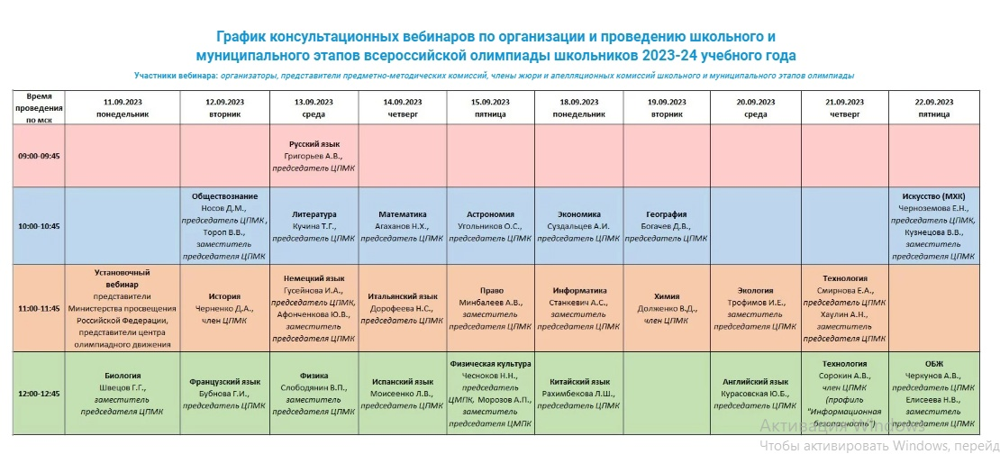 График консультационных вебинаров по организации и проведению школьного и
муниципального этапов всероссийской олимпиады школьников 2023-24 учебного года
Участники вебинара: организаторы, представители предметно-методических комиссий, члены жюри и апелляционных комиссий школьного и муниципального этапов олимпиады
Время
проведения
по мск
11.09.2023
понедельник
12.09.2023
вторник
13.09.2023
среда
14.09.2023
четверг
15.09.2023
пятница
18.09.2023
понедельник
19.09.2023
вторник
20.09.2023
среда
21.09.2023
четверг
22.09.2023
пятница
09:00-09:45
Русский язык
Григорьев А.В.,
председатель ЦПМК
10:00-10:45
Обществознание
Носов Д.М.,
председатель ЦПМК,
Тороп В.В.,
заместитель
председателя ЦПМК
Литература
Кучина Т.Г.,
председатель ЦПМК
Математика
Агаханов Н.Х.,
председатель ЦПМК
Астрономия
Угольников О.С.,
председатель ЦПМК
Экономика
Суздальцев А.И.
председатель ЦПМК
География
Богачев Д.В.,
председатель ЦПМК
Искусство (МХК)
Черноземова Е.Н.,
председатель ЦПМК,
Кузнецова В.В.,
заместитель
председателя ЦПМК
11:00-11:45
Установочный
вебинар
представители
Министерства просвещения
Российской Федерации,
представители центра
олимпиадного движения
История
Черненко Д.А.,
член ЦПМК
Немецкий язык
Гусейнова И.А.,
председатель ЦПМК,
Афонченкова Ю.В.,
заместитель
председателя ЦПМК
Итальянский язык
Дорофеева Н.С.,
председатель ЦПМК
Право
Минбалеев А.В.,
заместитель
председателя ЦПМК
Информатика
Станкевич А.С.,
заместитель
председателя ЦПМК
Химия
Долженко В.Д.,
член ЦПМК
Экология
Трофимов И.Е.,
заместитель
председателя ЦПМК
Технология
Смирнова Е.А.,
председатель ЦПМК
Хаулин А.Н.,
заместитель
председателя ЦПМК
12:00-12:45
Биология
Швецов Г.Г.,
заместитель
председателя ЦПМК
Французский язык
Бубнова Г.И.,
председатель ЦПМК
Физика
Слободянин В.П.,
заместитель
председателя ЦПМК
Испанский язык
Моисеенко Л.В.,
председатель ЦПМК
Физическая культура
Чесноков Н.Н.,
председатель
ЦМПК, Морозов А.П.,
заместитель
председателя ЦМПК
Китайский язык
Рахимбекова Л.Ш.,
председатель ЦПМК
Английский язык
Курасовская Ю.Б.,
председатель ЦПМК
Технология
Сорокин А.В.,
член ЦПМК
(профиль
"Информационная
безопасность")
ОБЖ
Черкунов А.В.,
председатель ЦПМК
Елисеева Н.В.,
заместитель
председателя ЦПМК
Активация Windows
Чтобы активировать Windows, перейд